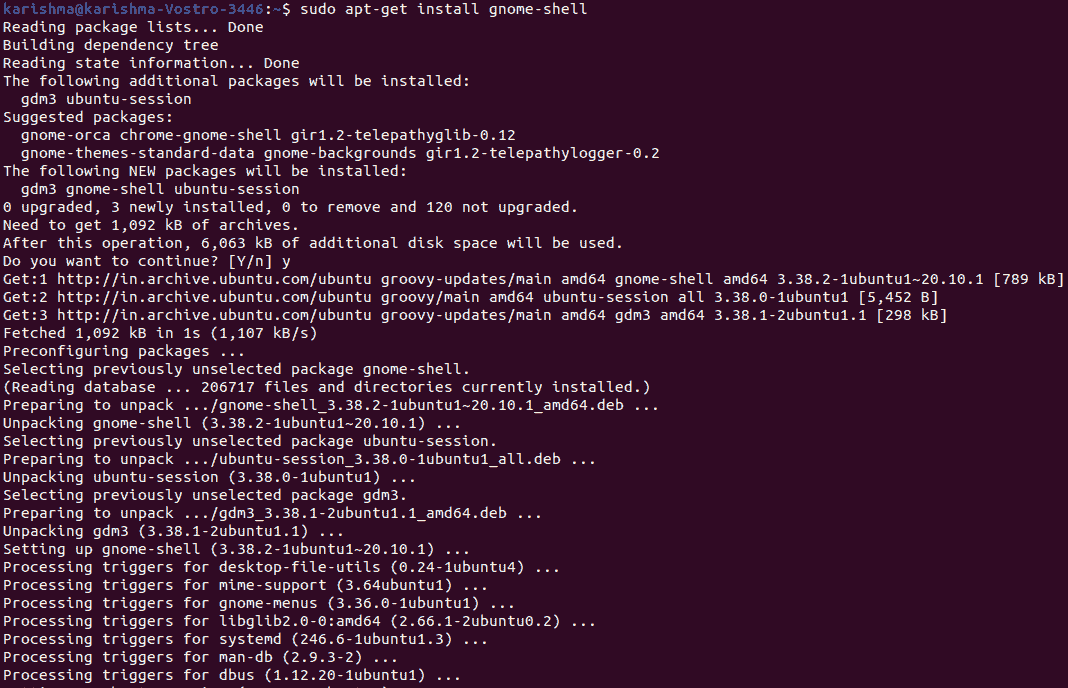 karishma@karishma-Vostro-3446:~$ sudo apt-get install gnome-shell
Reading package lists... Done
Building dependency tree
Reading state information... Done
The following additional packages will be installed:
  gdm3 ubuntu-session
Suggested packages:
  gnome-orca chrome-gnome-shell gir1.2-telepathyglib-0.12
  gnome-themes-standard-data gnome-backgrounds gir1.2-telepathylogger-0.2
The following NEW packages will be installed:
  gdm3 gnome-shell ubuntu-session
0 upgraded, 3 newly installed, 0 to remove and 120 not upgraded.
Need to get 1,092 kB of archives.
After this operation, 6,063 kB of additional disk space will be used.
Do you want to continue? [Y/n] y
Get:1 http://in.archive.ubuntu.com/ubuntu groovy-updates/main amd64 gnome-shell amd64 3.38.2-1ubuntu1~20.10.1 [789 kB]
Get:2 http://in.archive.ubuntu.com/ubuntu groovy/main amd64 ubuntu-session all 3.38.0-1ubuntu1 [5,452 B]
Get:3 http://in.archive.ubuntu.com/ubuntu groovy-updates/main amd64 gdm3 amd64 3.38.1-2ubuntu1.1 [298 kB]
Fetched 1,092 kB in 1s (1,107 kB/s)
Preconfiguring packages ...
Selecting previously unselected package gnome-shell.
(Reading database ... 206717 files and directories currently installed.)
Preparing to unpack .../gnome-shell_3.38.2-1ubuntu1~20.10.1_amd64.deb ...
Unpacking gnome-shell (3.38.2-1ubuntu1~20.10.1) ...
Selecting previously unselected package ubuntu-session.
Preparing to unpack .../ubuntu-session_3.38.0-1ubuntu1_all.deb ...
Unpacking ubuntu-session (3.38.0-1ubuntu1) ...
Selecting previously unselected package gdm3.
Preparing to unpack .../gdm3_3.38.1-2ubuntu1.1_amd64.deb ...
Unpacking gdm3 (3.38.1-2ubuntu1.1) ...
Setting up gnome-shell (3.38.2-1ubuntu1~20.10.1) ...
Processing triggers for desktop-file-utils (0.24-1ubuntu4) ...
Processing triggers for mime-support (3.64ubuntu1) ...
Processing triggers for gnome-menus (3.36.0-1ubuntu1) ...
Processing triggers for libglib2.0-0:amd64 (2.66.1-2ubuntu0.2) ...
Processing triggers for systemd (246.6-1ubuntu1.3) ...
Processing triggers for man-db (2.9.3-2) ...
Processing triggers for dbus (1.12.20-1ubuntu1) ...